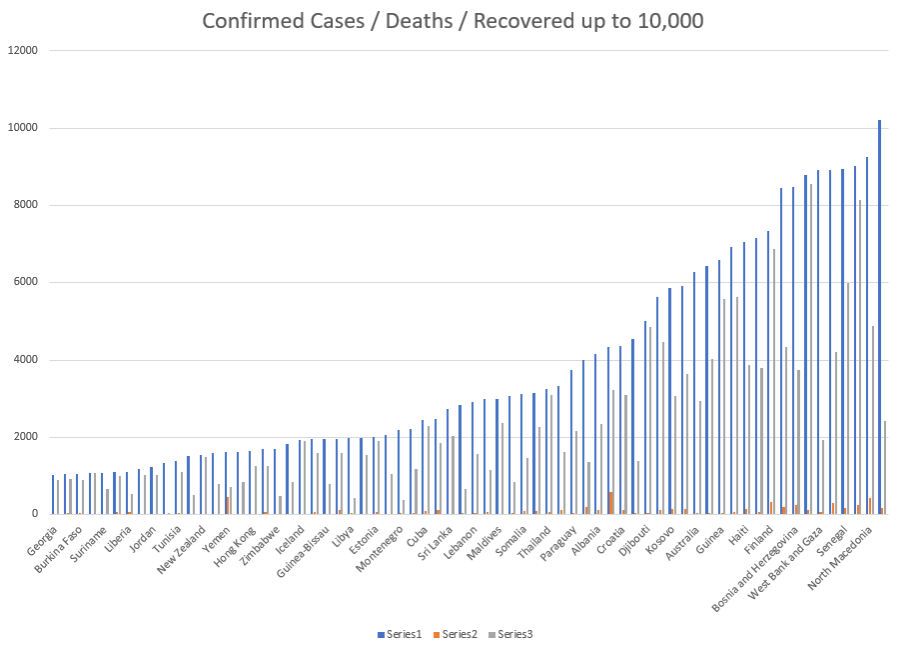 Confirmed Cases / Deaths / Recovered up to 10,000
12000
10000
8000
6000
4000
2000
0
Georgia
Burkina Faso
Suriname
Liberia
Jordan
Tunisia
New Zealand
Yemen
Hong Kong
Zimbabwe
Iceland
Guinea-Bissau
Libya
Estonia
Montenegro
Cuba
Sri Lanka
Lebanon
Maldives
Somalia
Thailand
Paraguay
Albania
Croatia
Djibouti
Kosovo
Australia
Guinea
Haiti
Finland
Bosnia and Herzegovina
West Bank and Gaza
Senegal
North Macedonia
Series1 Series2 Series3